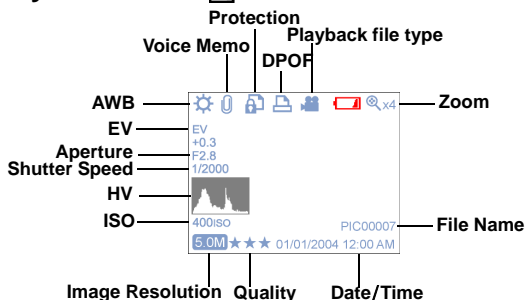 Protection
Playback file type
Voice Memo
DPOF
AWB
x4
Zoom
EV
EV
+0.3
Aperture
F2.8
Shutter Speed
1/2000
HV
ISO
400ISO
PIC00007
File Name
5.0M
01/01/2004 12:00 AM
Image Resolution
Quality
Date/Time